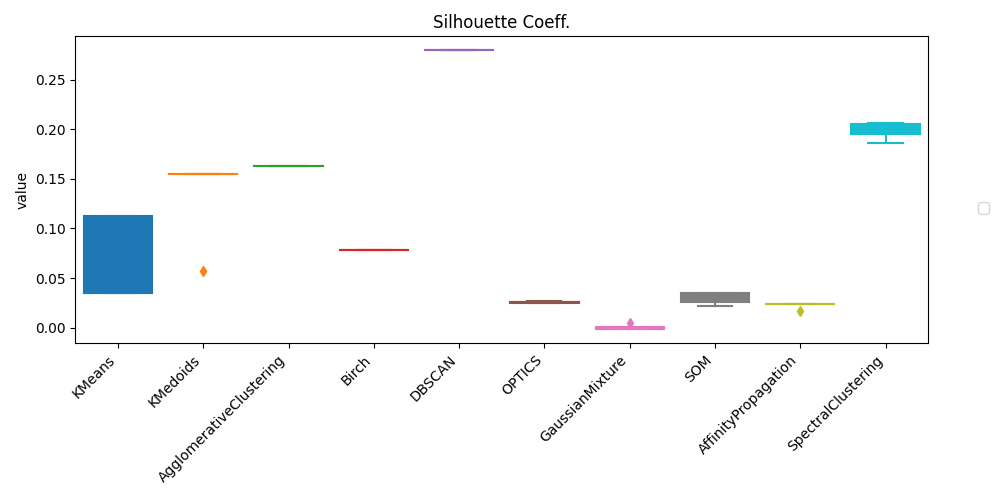 Silhouette Coeff.
value
0.25
0.20
0.15
0.10
0.05
0.00
KMeans
KMedoids
AgglomerativeClustering
Birch
DBSCAN
OPTICS
GaussianMixture
SOM
AffinityPropagation
SpectralClustering